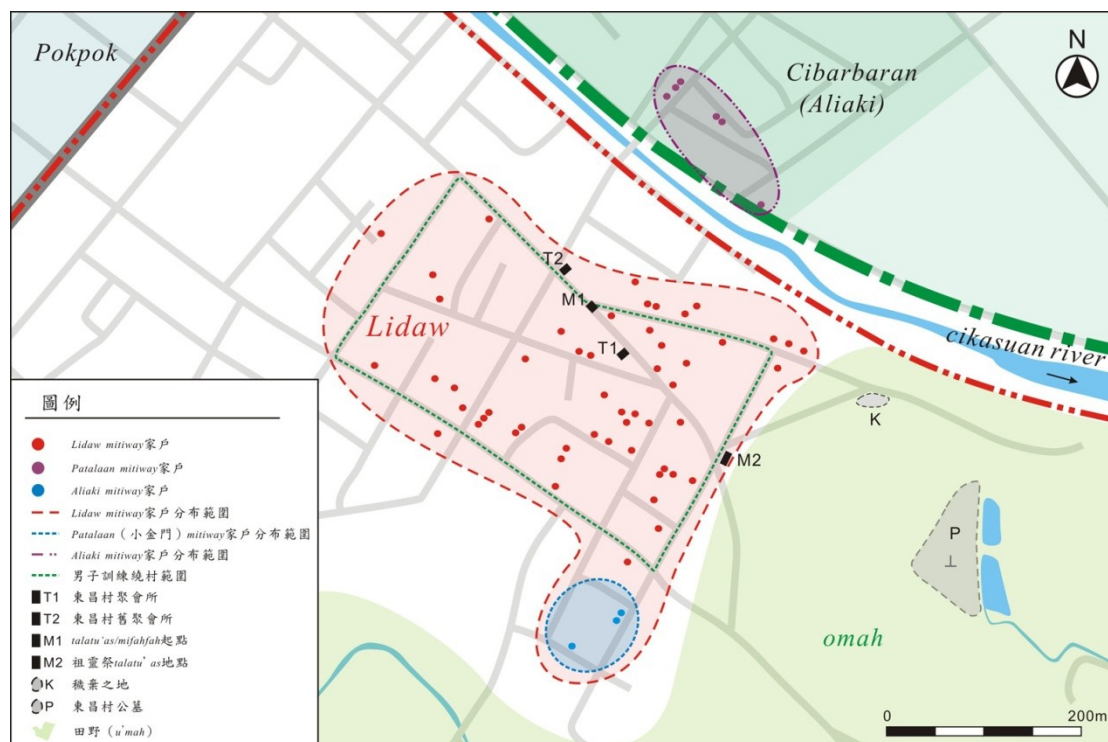 Pokpok
Cibarbaran
(Aliaki)
N
T2
M1
Lidaw
T1
cikasuan river
K
M2
P
omah
0 200m
圖例
Lidaw mitiway家戶
Patalaan mitiway家戶
Aliaki mitiway家戶
Lidaw mitiway家戶分布範圍
Patalaan（小金門）mitiway家戶分布範圍
Aliaki mitiway家戶分布範圍
男子訓練繞村範圍
T1 東昌村聚會所
T2 東昌村舊聚會所
M1 talatu'as/mifahfah起點
M2 祖靈祭talatu' as地點
K 穢棄之地
P 東昌村公墓
田野（u'mah）